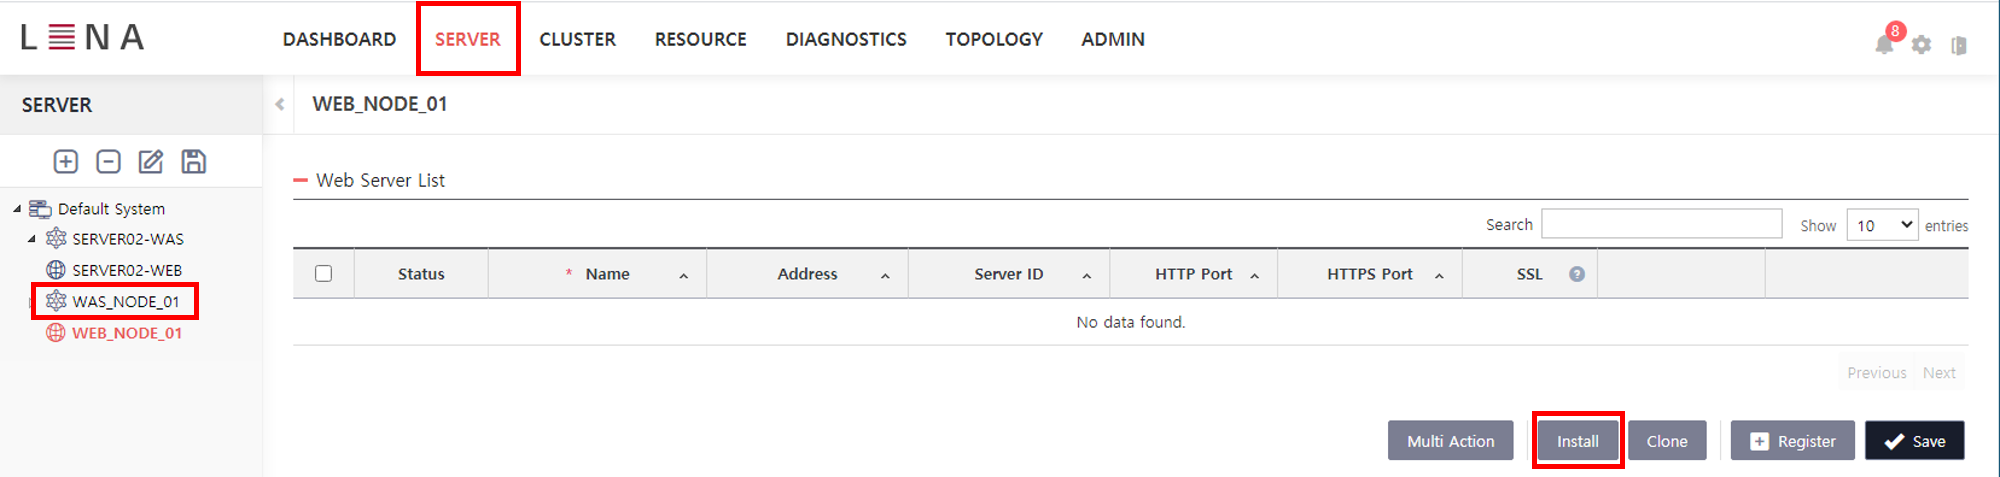 LENA DASHBOARD SERVER CLUSTER RESOURCE DIAGNOSTICS TOPOLOGY ADMIN 8
SERVER WEB_NODE_01
Default System
SERVER02-WAS
SERVER02-WEB
WAS_NODE_01
WEB_NODE_01
Web Server List
Search Show 10 entries
Status * Name Address Server ID HTTP Port HTTPS Port SSL ?
No data found.
Previous Next
Multi Action Install Clone Register Save